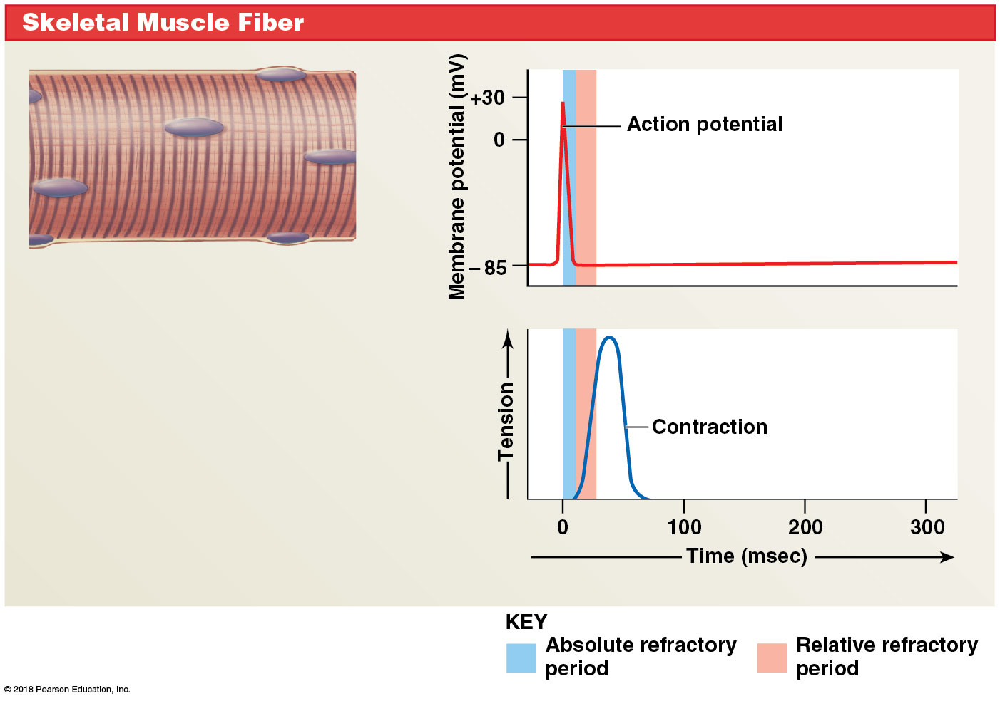 Skeletal Muscle Fiber
Membrane potential (mV)
+30
0
–85
Action potential
Tension
Contraction
0 100 200 300
Time (msec)
KEY
Absolute refractory
period
Relative refractory
period
© 2018 Pearson Education, Inc.